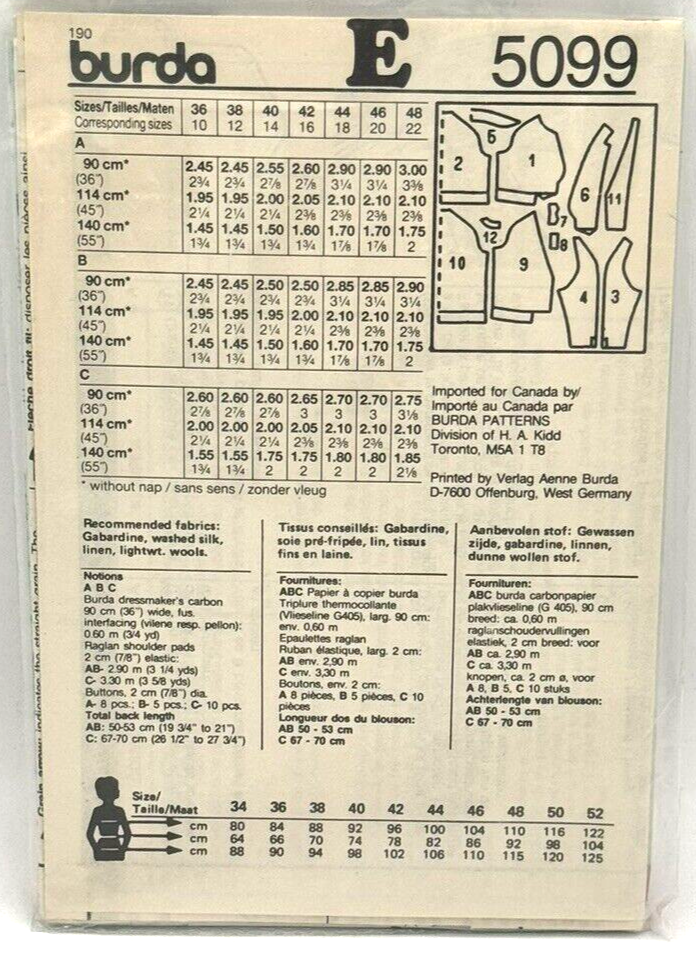 190
burda E 5099
Sizes/Tailles/Maten 36 38 40 42 44 46 48
Corresponding sizes 10 12 14 16 18 20 22
A
90 cm* 2.45 2.45 2.55 2.60 2.90 2.90 3.00
(36") 2¾ 2¾ 2⅞ 2⅞ 3¼ 3¼ 3⅜
114 cm* 1.95 1.95 2.00 2.05 2.10 2.10 2.10
(45") 2¼ 2¼ 2¼ 2⅜ 2⅜ 2⅜ 2⅜
140 cm* 1.45 1.45 1.50 1.60 1.70 1.70 1.75
(55") 1¾ 1¾ 1¾ 1¾ 1⅞ 1⅞ 2
B
90 cm* 2.45 2.45 2.50 2.50 2.85 2.85 2.90
(36") 2¾ 2¾ 2¾ 2¾ 3¼ 3¼ 3¼
114 cm* 1.95 1.95 1.95 2.00 2.10 2.10 2.10
(45") 2¼ 2¼ 2¼ 2¼ 2⅜ 2⅜ 2⅜
140 cm* 1.45 1.45 1.50 1.60 1.70 1.70 1.75
(55") 1¾ 1¾ 1¾ 1¾ 1⅞ 1⅞ 2
C
90 cm* 2.60 2.60 2.60 2.65 2.70 2.70 2.75
(36") 2⅞ 2⅞ 2⅞ 3 3 3 3⅛
114 cm* 2.00 2.00 2.00 2.05 2.10 2.10 2.10
(45") 2¼ 2¼ 2¼ 2⅜ 2⅜ 2⅜ 2⅜
140 cm* 1.55 1.55 1.75 1.75 1.80 1.80 1.85
(55") 1¾ 1¾ 2 2 2 2 2⅛
* without nap / sans sens / zonder vleug
2 5 1 6 11
7
12 8
10 9 4 3
Imported for Canada by/
Importé au Canada par
BURDA PATTERNS
Division of H. A. Kidd
Toronto, M5A 1 T8
Printed by Verlag Aenne Burda
D-7600 Offenburg, West Germany
Recommended fabrics:
Gabardine, washed silk,
linen, lightwt. wools.
Notions
A B C
Burda dressmaker's carbon
90 cm (36") wide, fus.
interfacing (vilene resp. pellon):
0.60 m (3/4 yd)
Raglan shoulder pads
2 cm (7/8") elastic:
AB- 2.90 m (3 1/4 yds)
C- 3.30 m (3 5/8 yds)
Buttons, 2 cm (7/8") dia.
A- 8 pcs.; B- 5 pcs.; C- 10 pcs.
Total back length
AB: 50-53 cm (19 3/4" to 21")
C: 67-70 cm (26 1/2" to 27 3/4")
Tissus conseillés: Gabardine,
soie pré-fripée, lin, tissus
fins en laine.
Fournitures:
ABC Papier à copier burda
Triplure thermocollante
(Vlieseline G405), larg. 90 cm:
env. 0,60 m
Epaulettes raglan
Ruban élastique, larg. 2 cm:
AB env. 2,90 m
C env. 3,30 m
Boutons, env. 2 cm:
A 8 pièces, B 5 pièces, C 10
pièces
Longueur dos du blouson:
AB 50 - 53 cm
C 67 - 70 cm
Aanbevolen stof: Gewassen
zijde, gabardine, linnen,
dunne wollen stof.
Fournituren:
ABC burda carbonpapier
plakvlieseline (G 405), 90 cm
breed: ca. 0,60 m
raglanschoudervullingen
elastiek, 2 cm breed: voor
AB ca. 2,90 m
C ca. 3,30 m
knopen, ca. 2 cm ø, voor
A 8, B 5, C 10 stuks
Achterlengte van blouson:
AB 50 - 53 cm
C 67 - 70 cm
Size/
Taille/Maat 34 36 38 40 42 44 46 48 50 52
cm 80 84 88 92 96 100 104 110 116 122
cm 64 66 70 74 78 82 86 92 98 104
cm 88 90 94 98 102 106 110 115 120 125